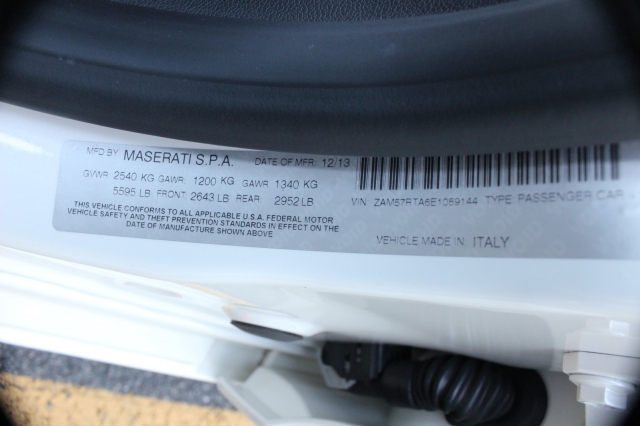 MFD BY MASERATI S.P.A. DATE OF MFR: 12/13
GVWR: 2540 KG GAWR: 1200 KG GAWR: 1340 KG
5595 LB. FRONT: 2643 LB REAR: 2952 LB
THIS VEHICLE CONFORMS TO ALL APPLICABLE U.S.A. FEDERAL MOTOR
VEHICLE SAFETY AND THEFT PREVENTION STANDARDS IN EFFECT ON THE
DATE OF MANUFACTURE SHOWN ABOVE
VIN: ZAM57RTA6E1089144 TYPE: PASSENGER CAR
VEHICLE MADE IN: ITALY